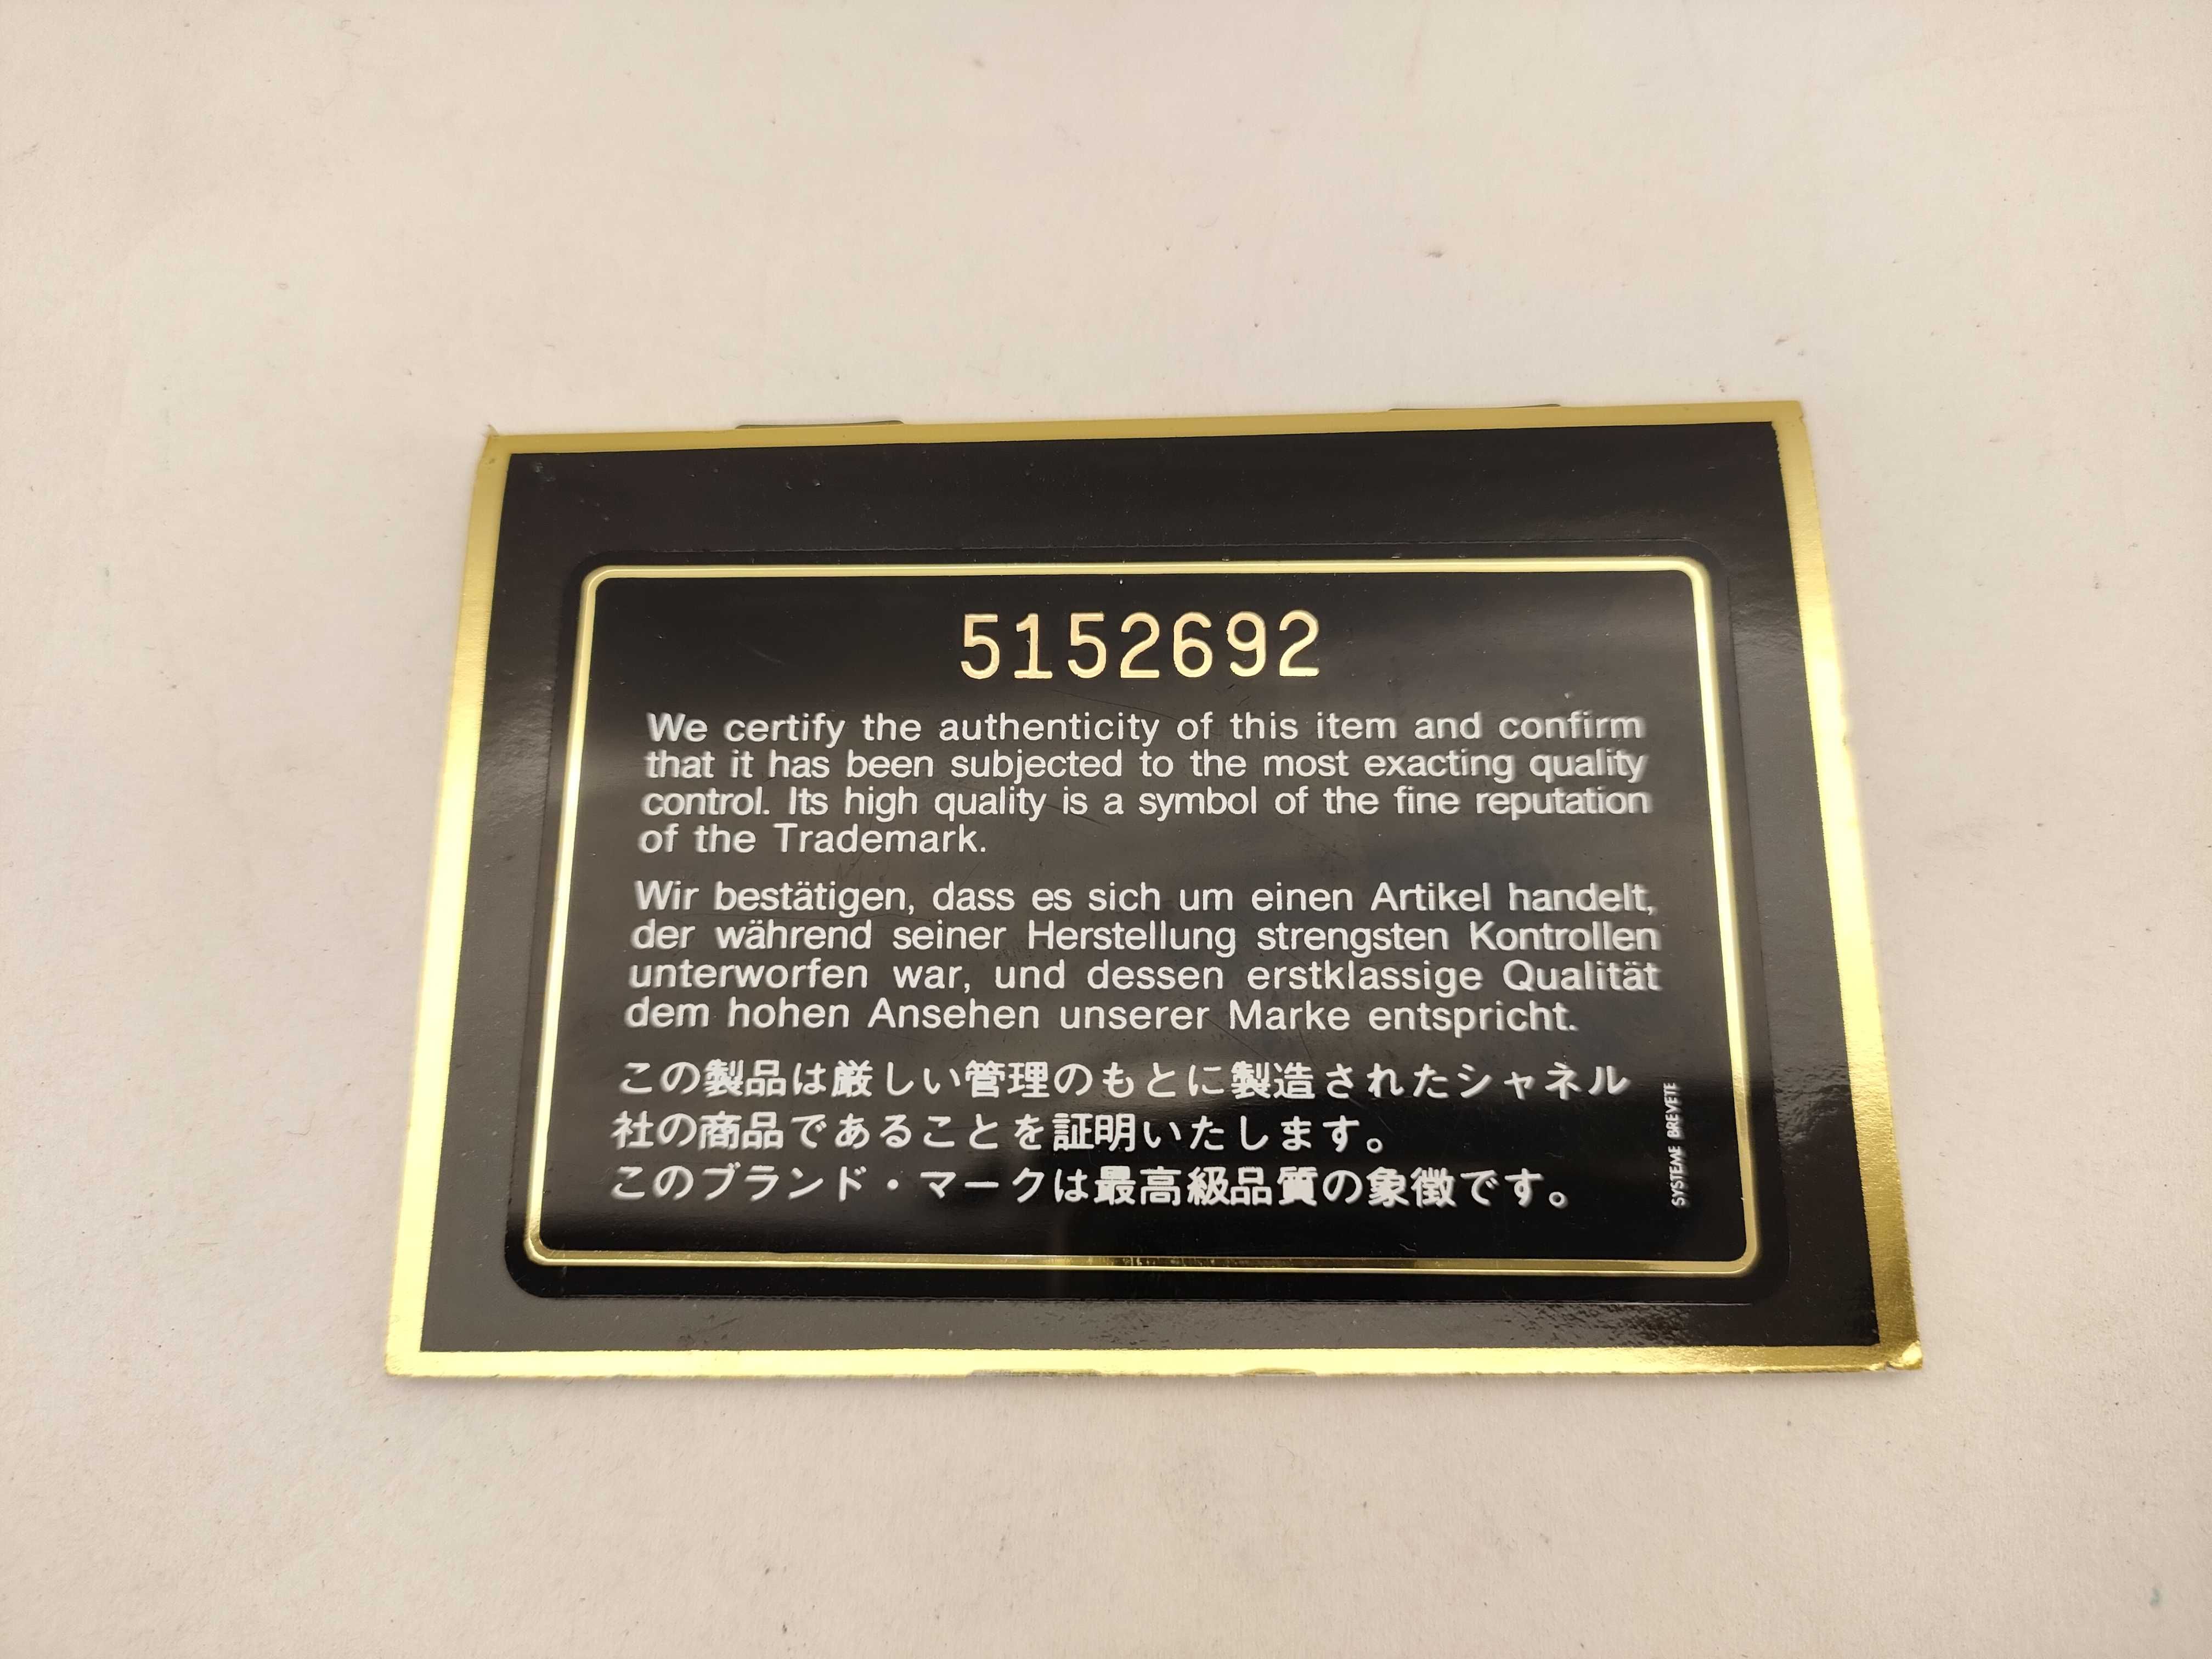 5152692
We certify the authenticity of this item and confirm
that it has been subjected to the most exacting quality
control. Its high quality is a symbol of the fine reputation
of the Trademark.
Wir bestätigen, dass es sich um einen Artikel handelt,
der während seiner Herstellung strengsten Kontrollen
unterworfen war, und dessen erstklassige Qualität
dem hohen Ansehen unserer Marke entspricht.
この製品は厳しい管理のもとに製造されたシャネル
社の商品であることを証明いたします。
このブランド・マークは最高級品質の象徴です。
SYSTEME BREVETE